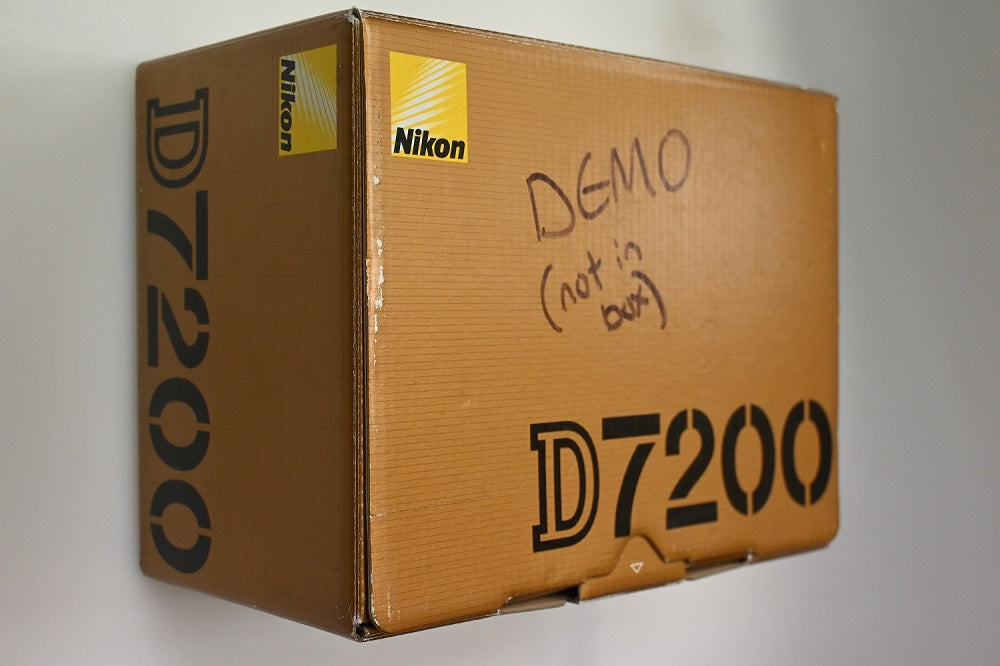 D7200
Nikon
Nikon
DEMO
(not in
box)
D7200